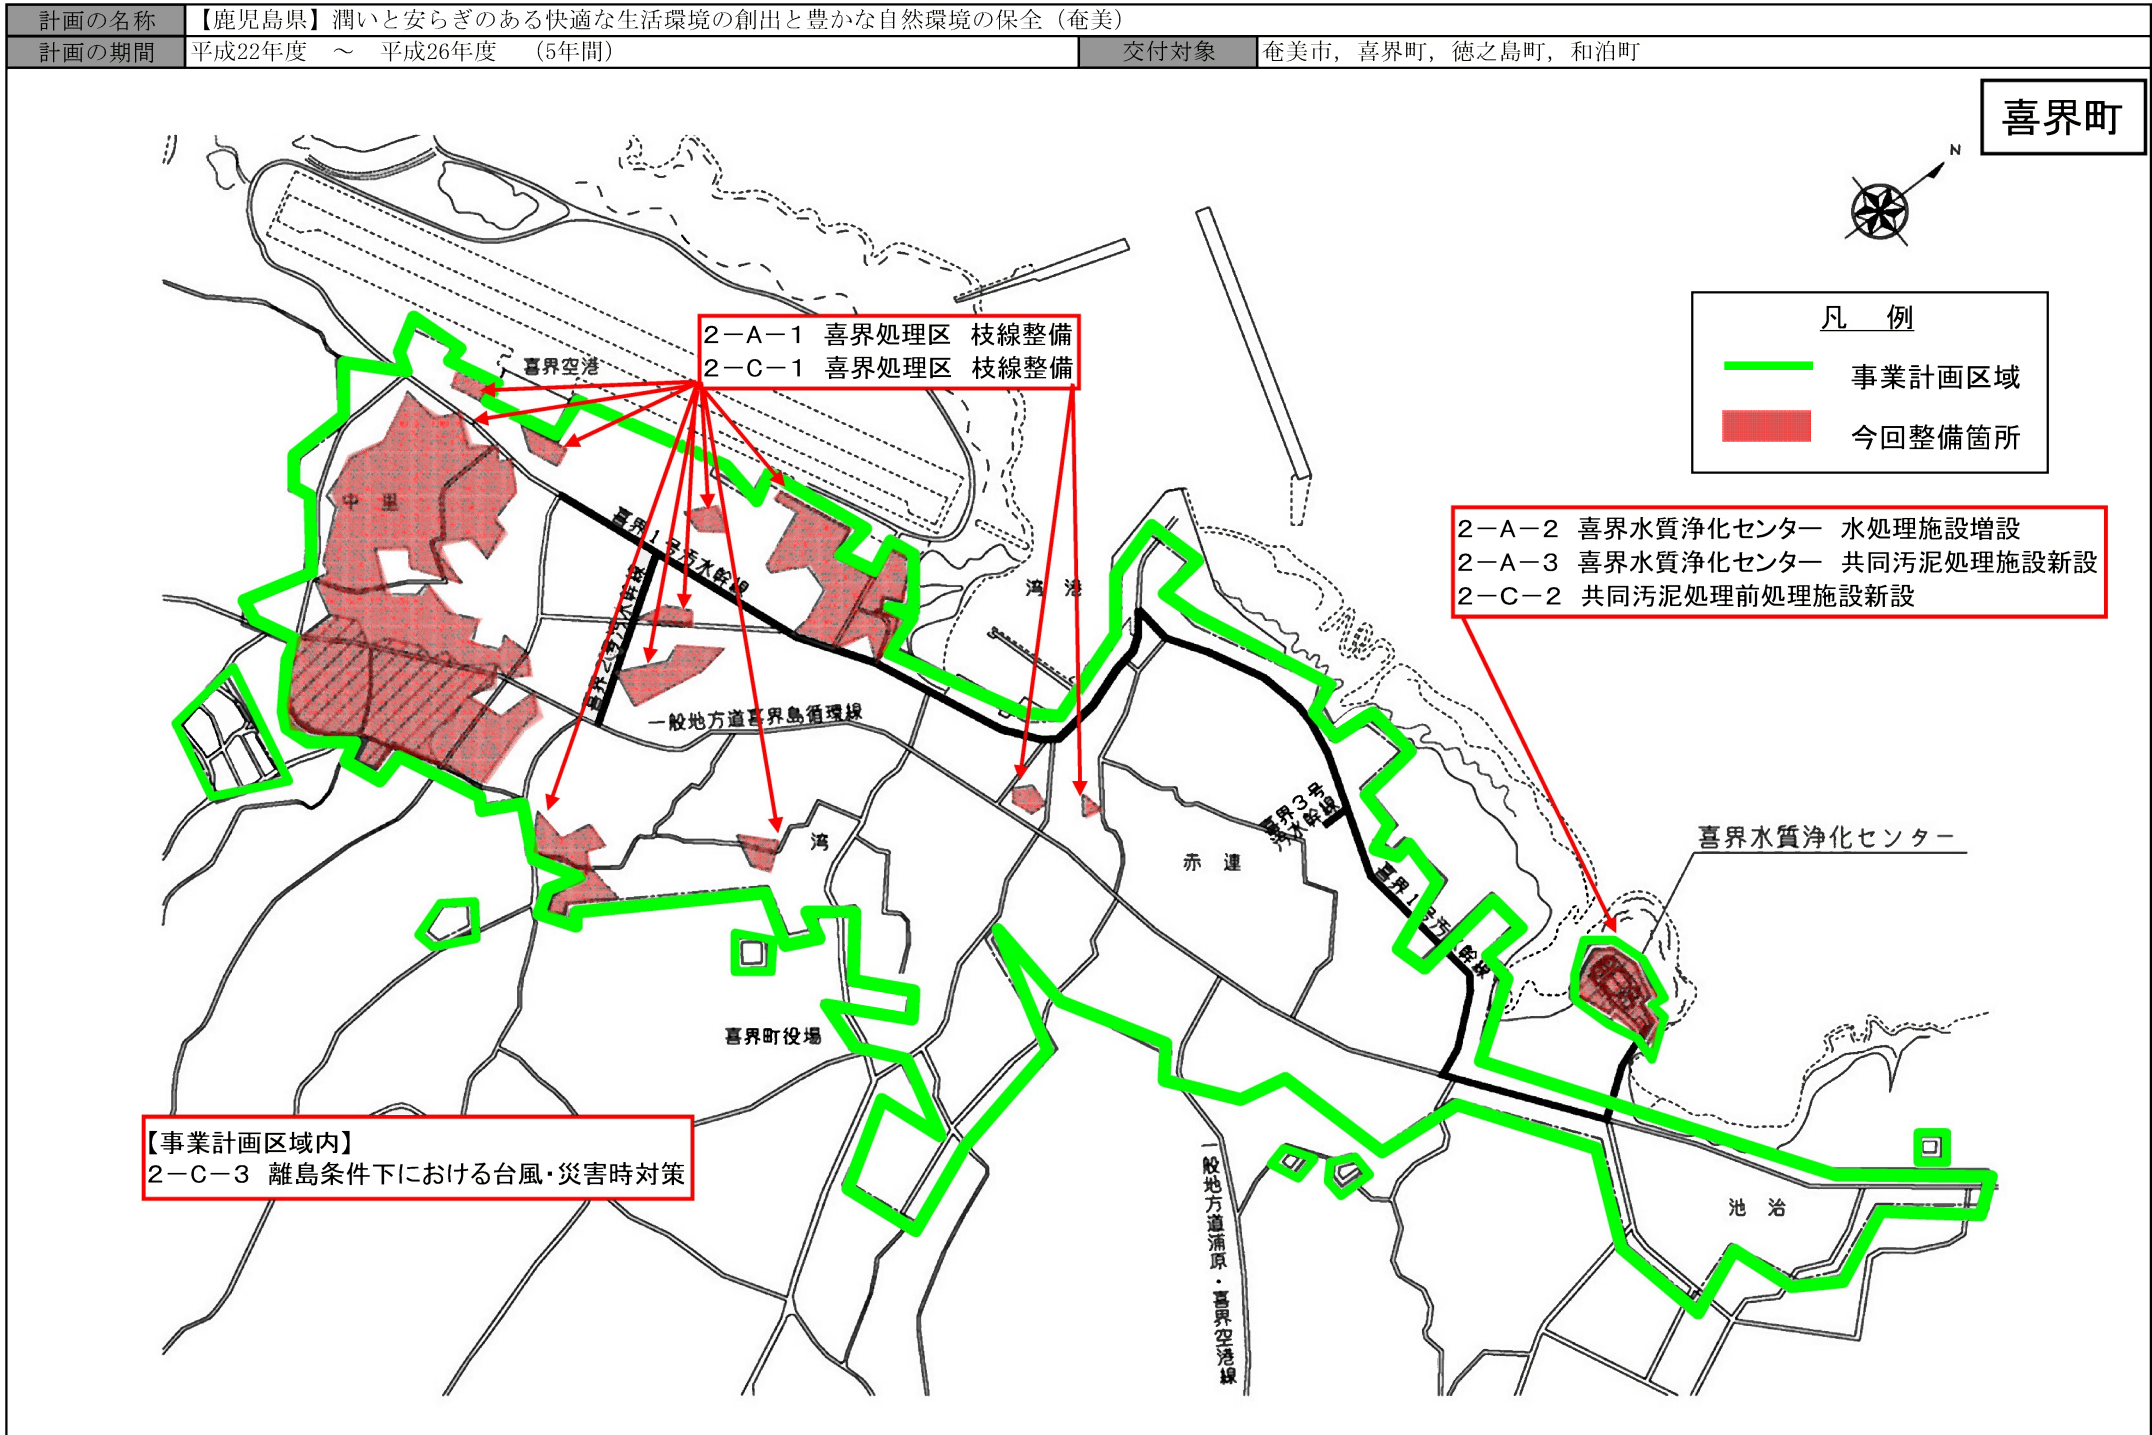 計画の名称 【鹿児島県】潤いと安らぎのある快適な生活環境の創出と豊かな自然環境の保全（奄美）
計画の期間 平成22年度 ～ 平成26年度 （5年間） 交付対象 奄美市，喜界町，徳之島町，和泊町
喜界町
N
凡 例
事業計画区域
今回整備箇所
2－A－1 喜界処理区 枝線整備
2－C－1 喜界処理区 枝線整備
喜界空港
中里
喜界1号汚水幹線
喜界2号汚水幹線
湾港
2－A－2 喜界水質浄化センター 水処理施設増設
2－A－3 喜界水質浄化センター 共同汚泥処理施設新設
2－C－2 共同汚泥処理前処理施設新設
一般地方道喜界島循環線
喜界3号
汚水幹線
喜界水質浄化センター
湾
赤連
喜界1号汚水幹線
喜界町役場
【事業計画区域内】
2－C－3 離島条件下における台風・災害時対策
一般地方道浦原・喜界空港線
池治